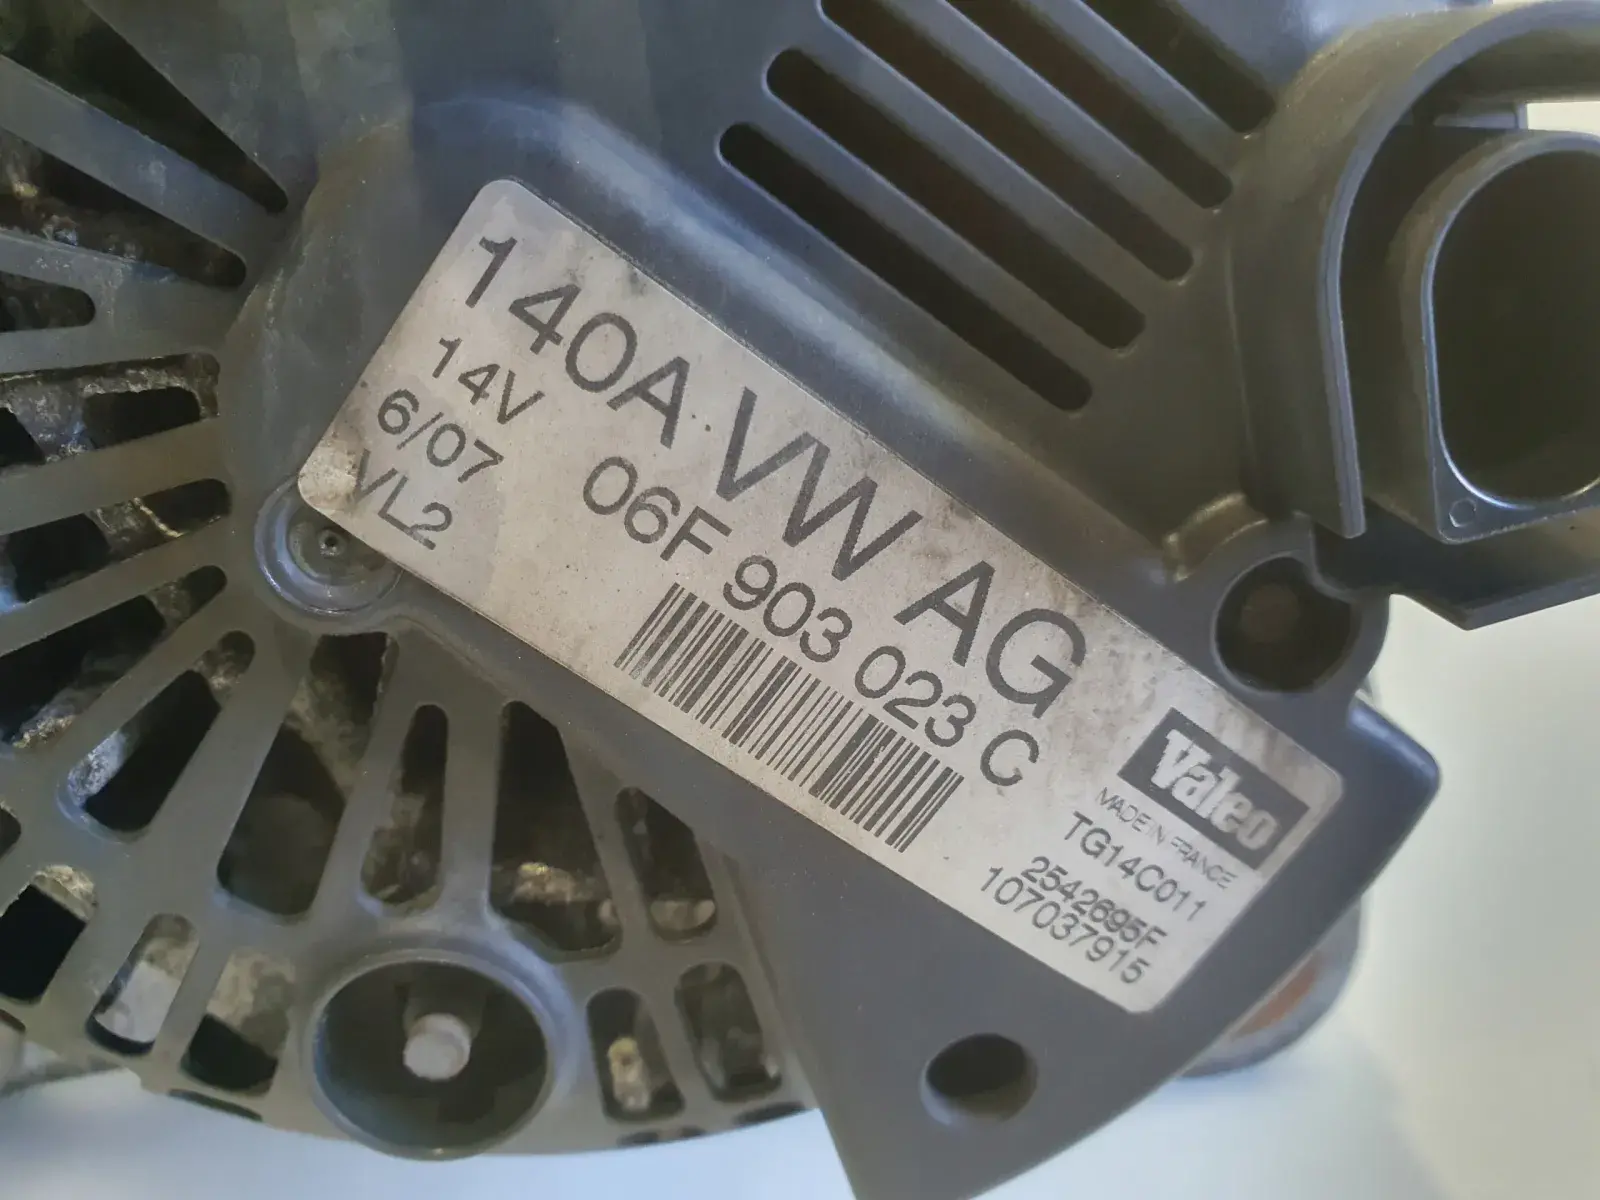 140A VW AG
14V 06F 903 023 C
6/07
VL2
Valeo
MADE IN FRANCE
TG14C011
2542695F
107037915